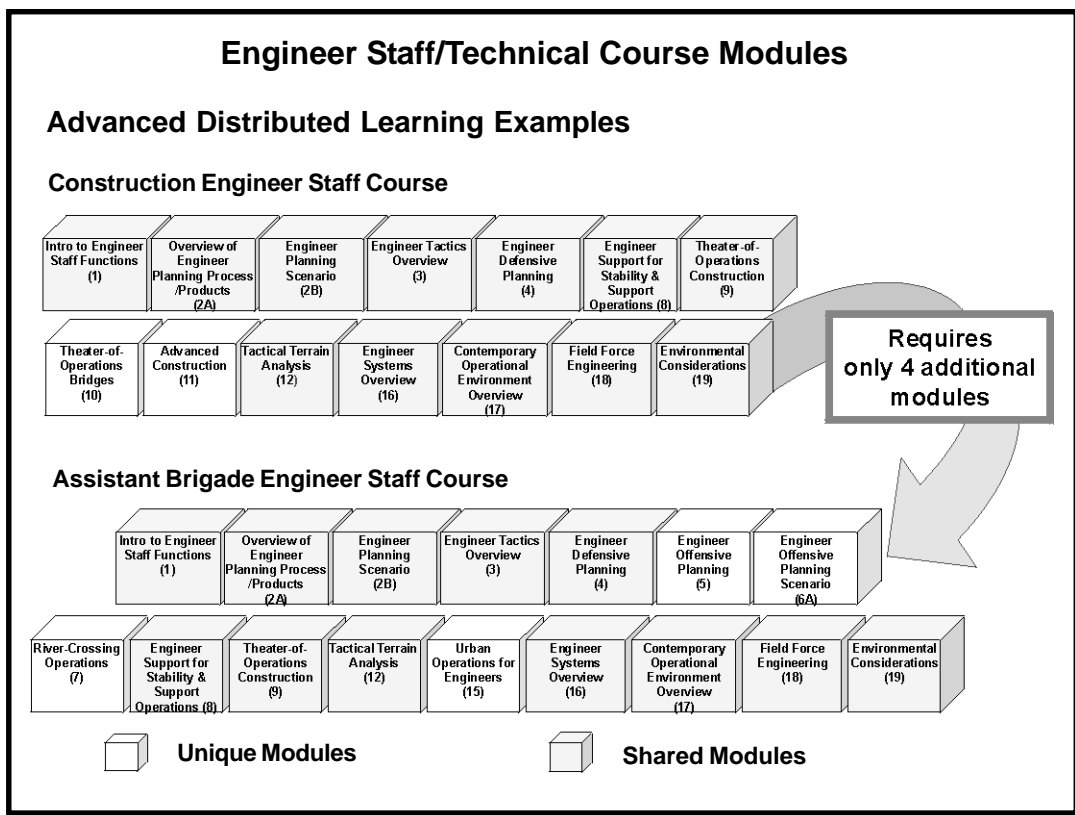 Engineer Staff/Technical Course Modules
Advanced Distributed Learning Examples
Construction Engineer Staff Course
Intro to Engineer
Staff Functions
(1)
Overview of
Engineer
Planning Process
/Products
(2A)
Engineer
Planning
Scenario
(2B)
Engineer Tactics
Overview
(3)
Engineer
Defensive
Planning
(4)
Engineer
Support for
Stability &
Support
Operations (8)
Theater-of-
Operations
Construction
(9)
Theater-of-
Operations
Bridges
(10)
Advanced
Construction
(11)
Tactical Terrain
Analysis
(12)
Engineer
Systems
Overview
(16)
Contemporary
Operational
Environment
Overview
(17)
Field Force
Engineering
(18)
Environmental
Considerations
(19)
Requires
only 4 additional
modules
Assistant Brigade Engineer Staff Course
Intro to Engineer
Staff Functions
(1)
Overview of
Engineer
Planning Process
/Products
(2A)
Engineer
Planning
Scenario
(2B)
Engineer Tactics
Overview
(3)
Engineer
Defensive
Planning
(4)
Engineer
Offensive
Planning
(5)
Engineer
Offensive
Planning
Scenario
(6A)
River-Crossing
Operations
(7)
Engineer
Support for
Stability &
Support
Operations (8)
Theater-of-
Operations
Construction
(9)
Tactical Terrain
Analysis
(12)
Urban
Operations for
Engineers
(15)
Engineer
Systems
Overview
(16)
Contemporary
Operational
Environment
Overview
(17)
Field Force
Engineering
(18)
Environmental
Considerations
(19)
Unique Modules
Shared Modules